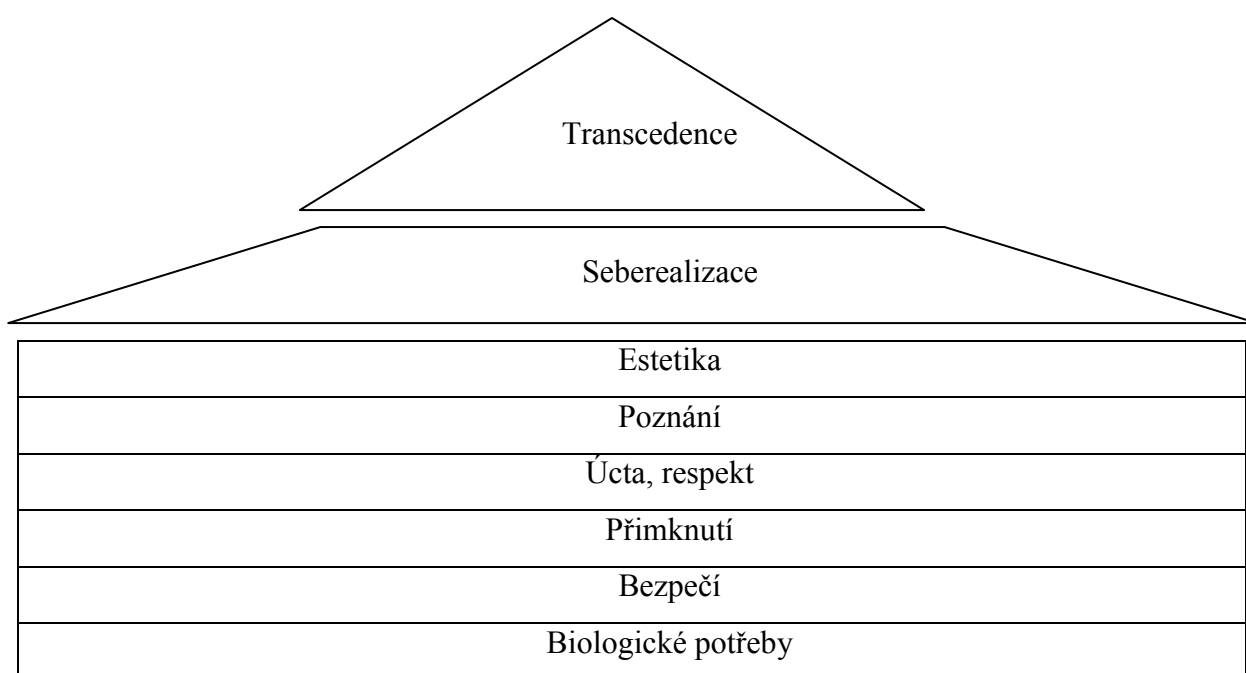 Transcedence
Seberealizace
Estetika
Poznání
Úcta, respekt
Přimknutí
Bezpečí
Biologické potřeby